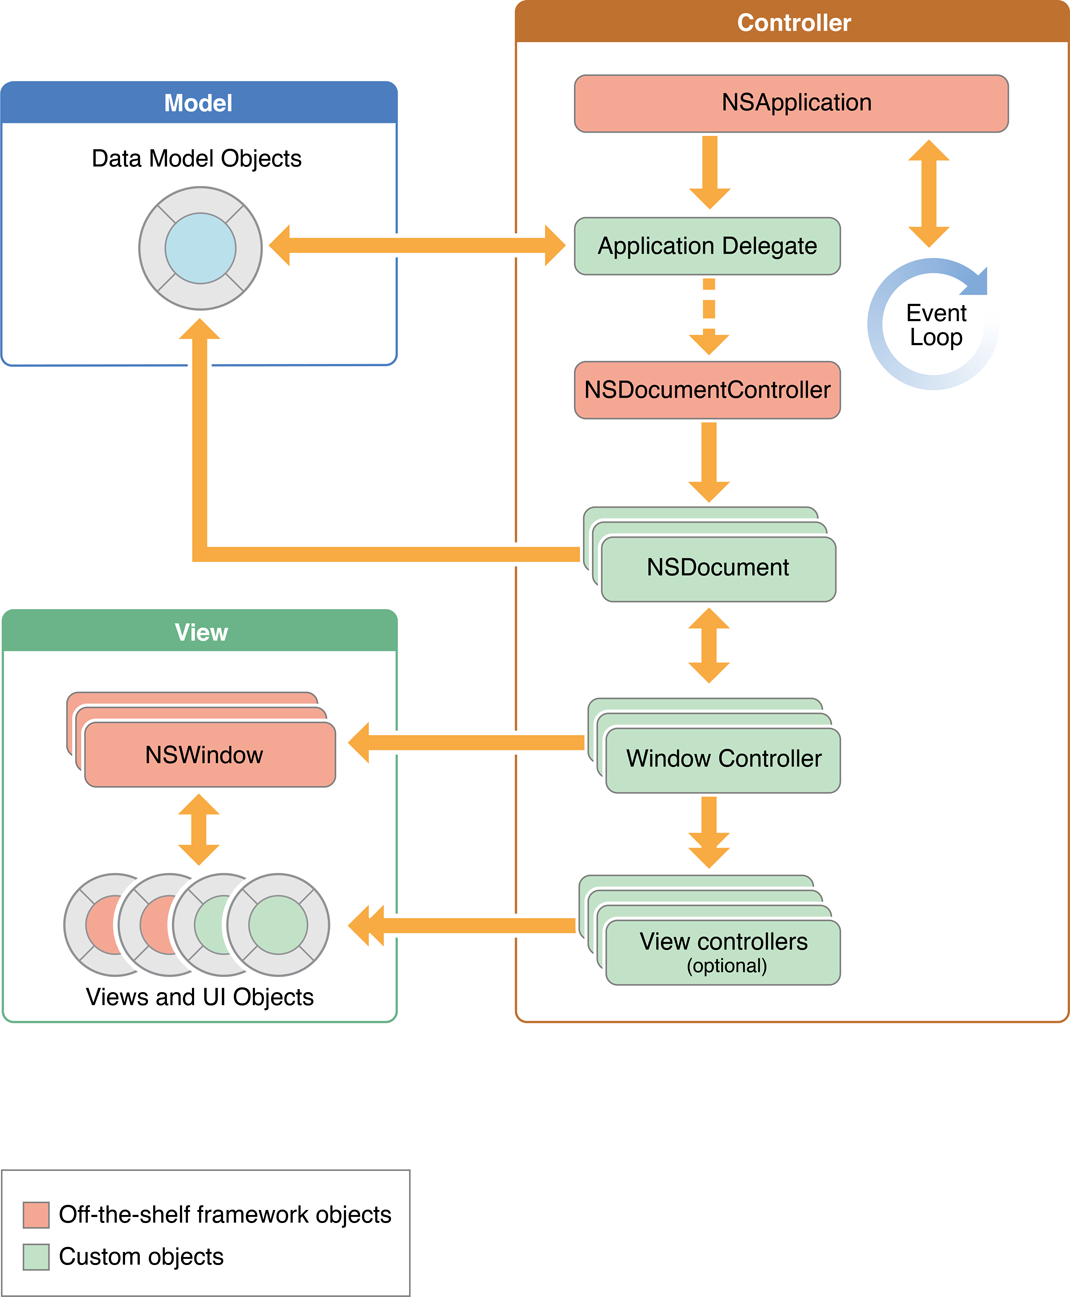 Controller
NSApplication
Application Delegate
Event
Loop
NSDocumentController
NSDocument
Window Controller
View controllers
(optional)
Model
Data Model Objects
View
NSWindow
Views and UI Objects
Off-the-shelf framework objects
Custom objects